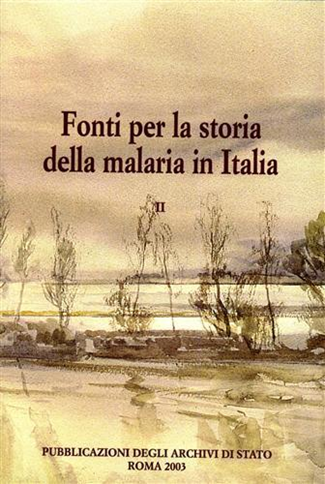 Fonti per la storia
della malaria in Italia
II
PUBBLICAZIONI DEGLI ARCHIVI DI STATO
ROMA 2003